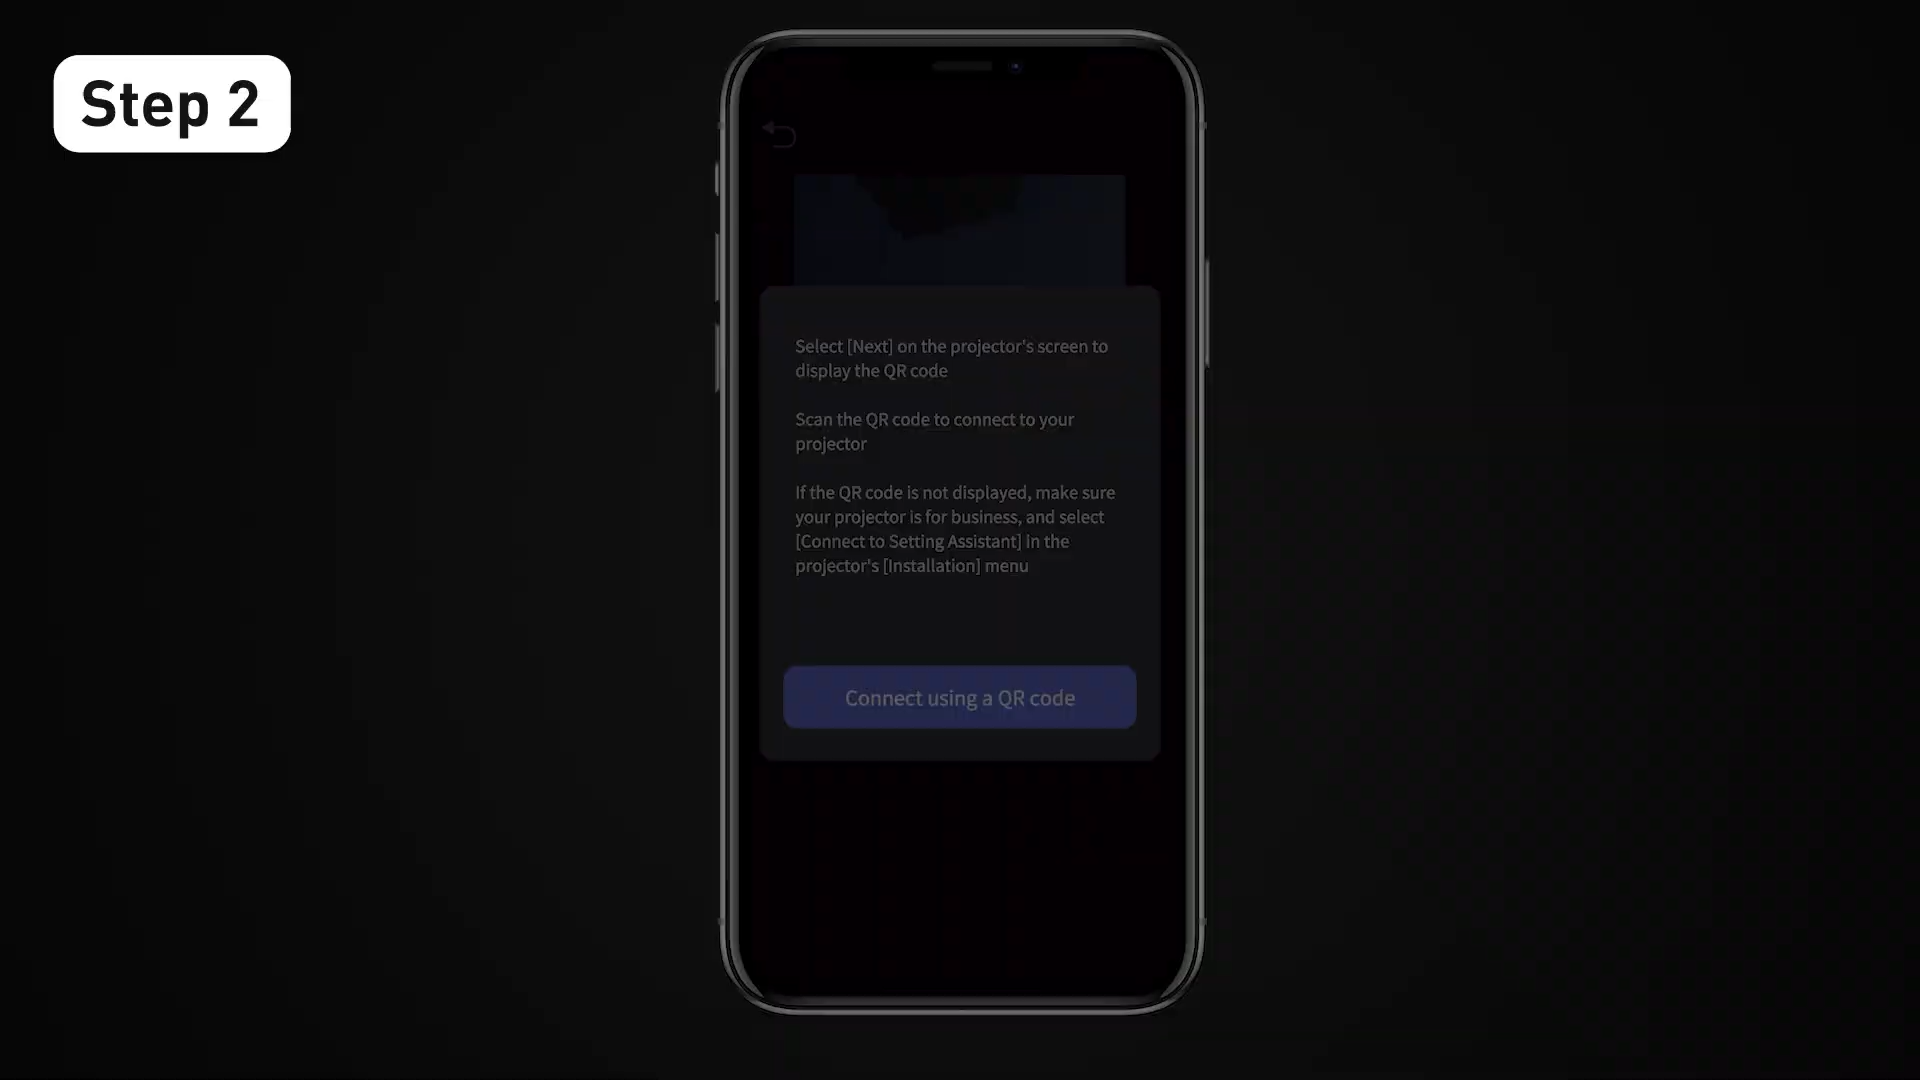 Step 2
Select [Next] on the projector's screen to
display the QR code
Scan the QR code to connect to your
projector
If the QR code is not displayed, make sure
your projector is for business, and select
[Connect to Setting Assistant] in the
projector's [Installation] menu
Connect using a QR code